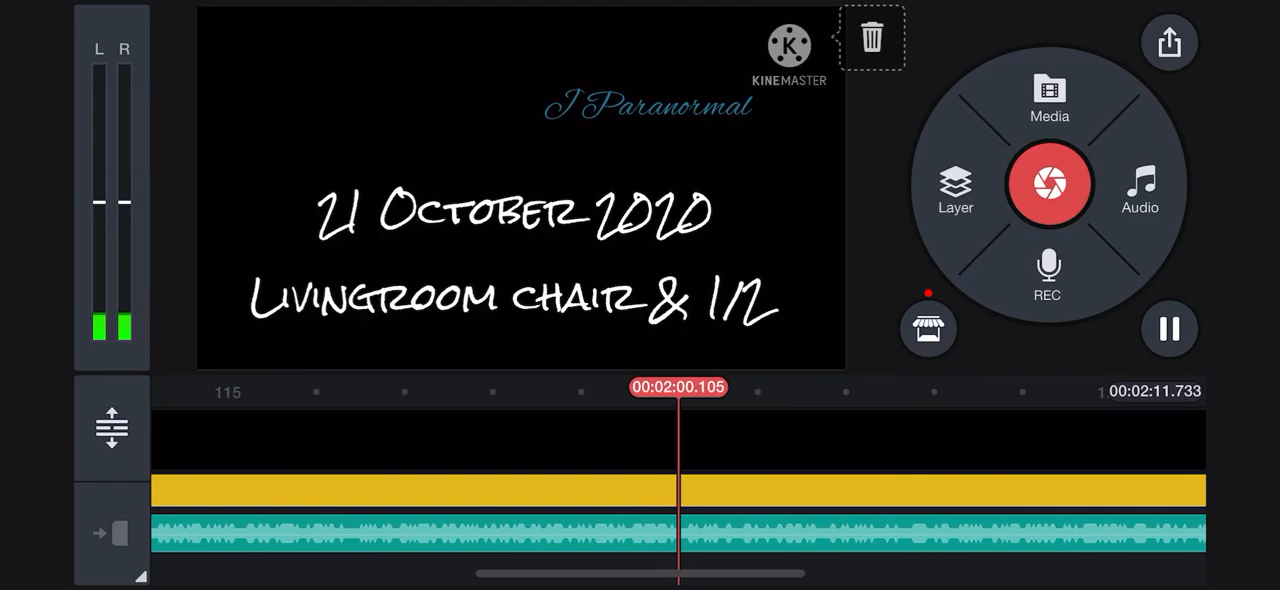 L R
KINEMASTER
J Paranormal
21 October 2020
Livingroom chair & 1/2
Media
Layer
Audio
REC
115
00:02:00.105
00:02:11.733